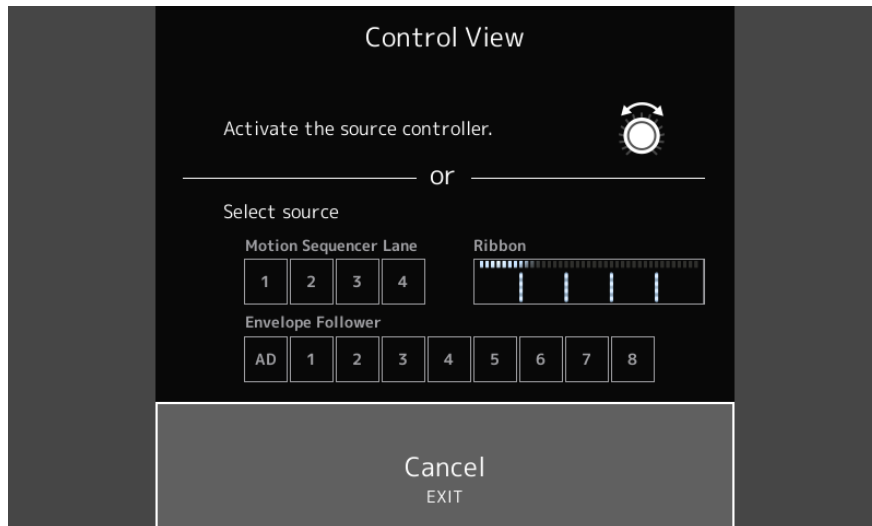 Control View
Activate the source controller.
or
Select source
Motion Sequencer Lane Ribbon
1 2 3 4
Envelope Follower
AD 1 2 3 4 5 6 7 8
Cancel
EXIT